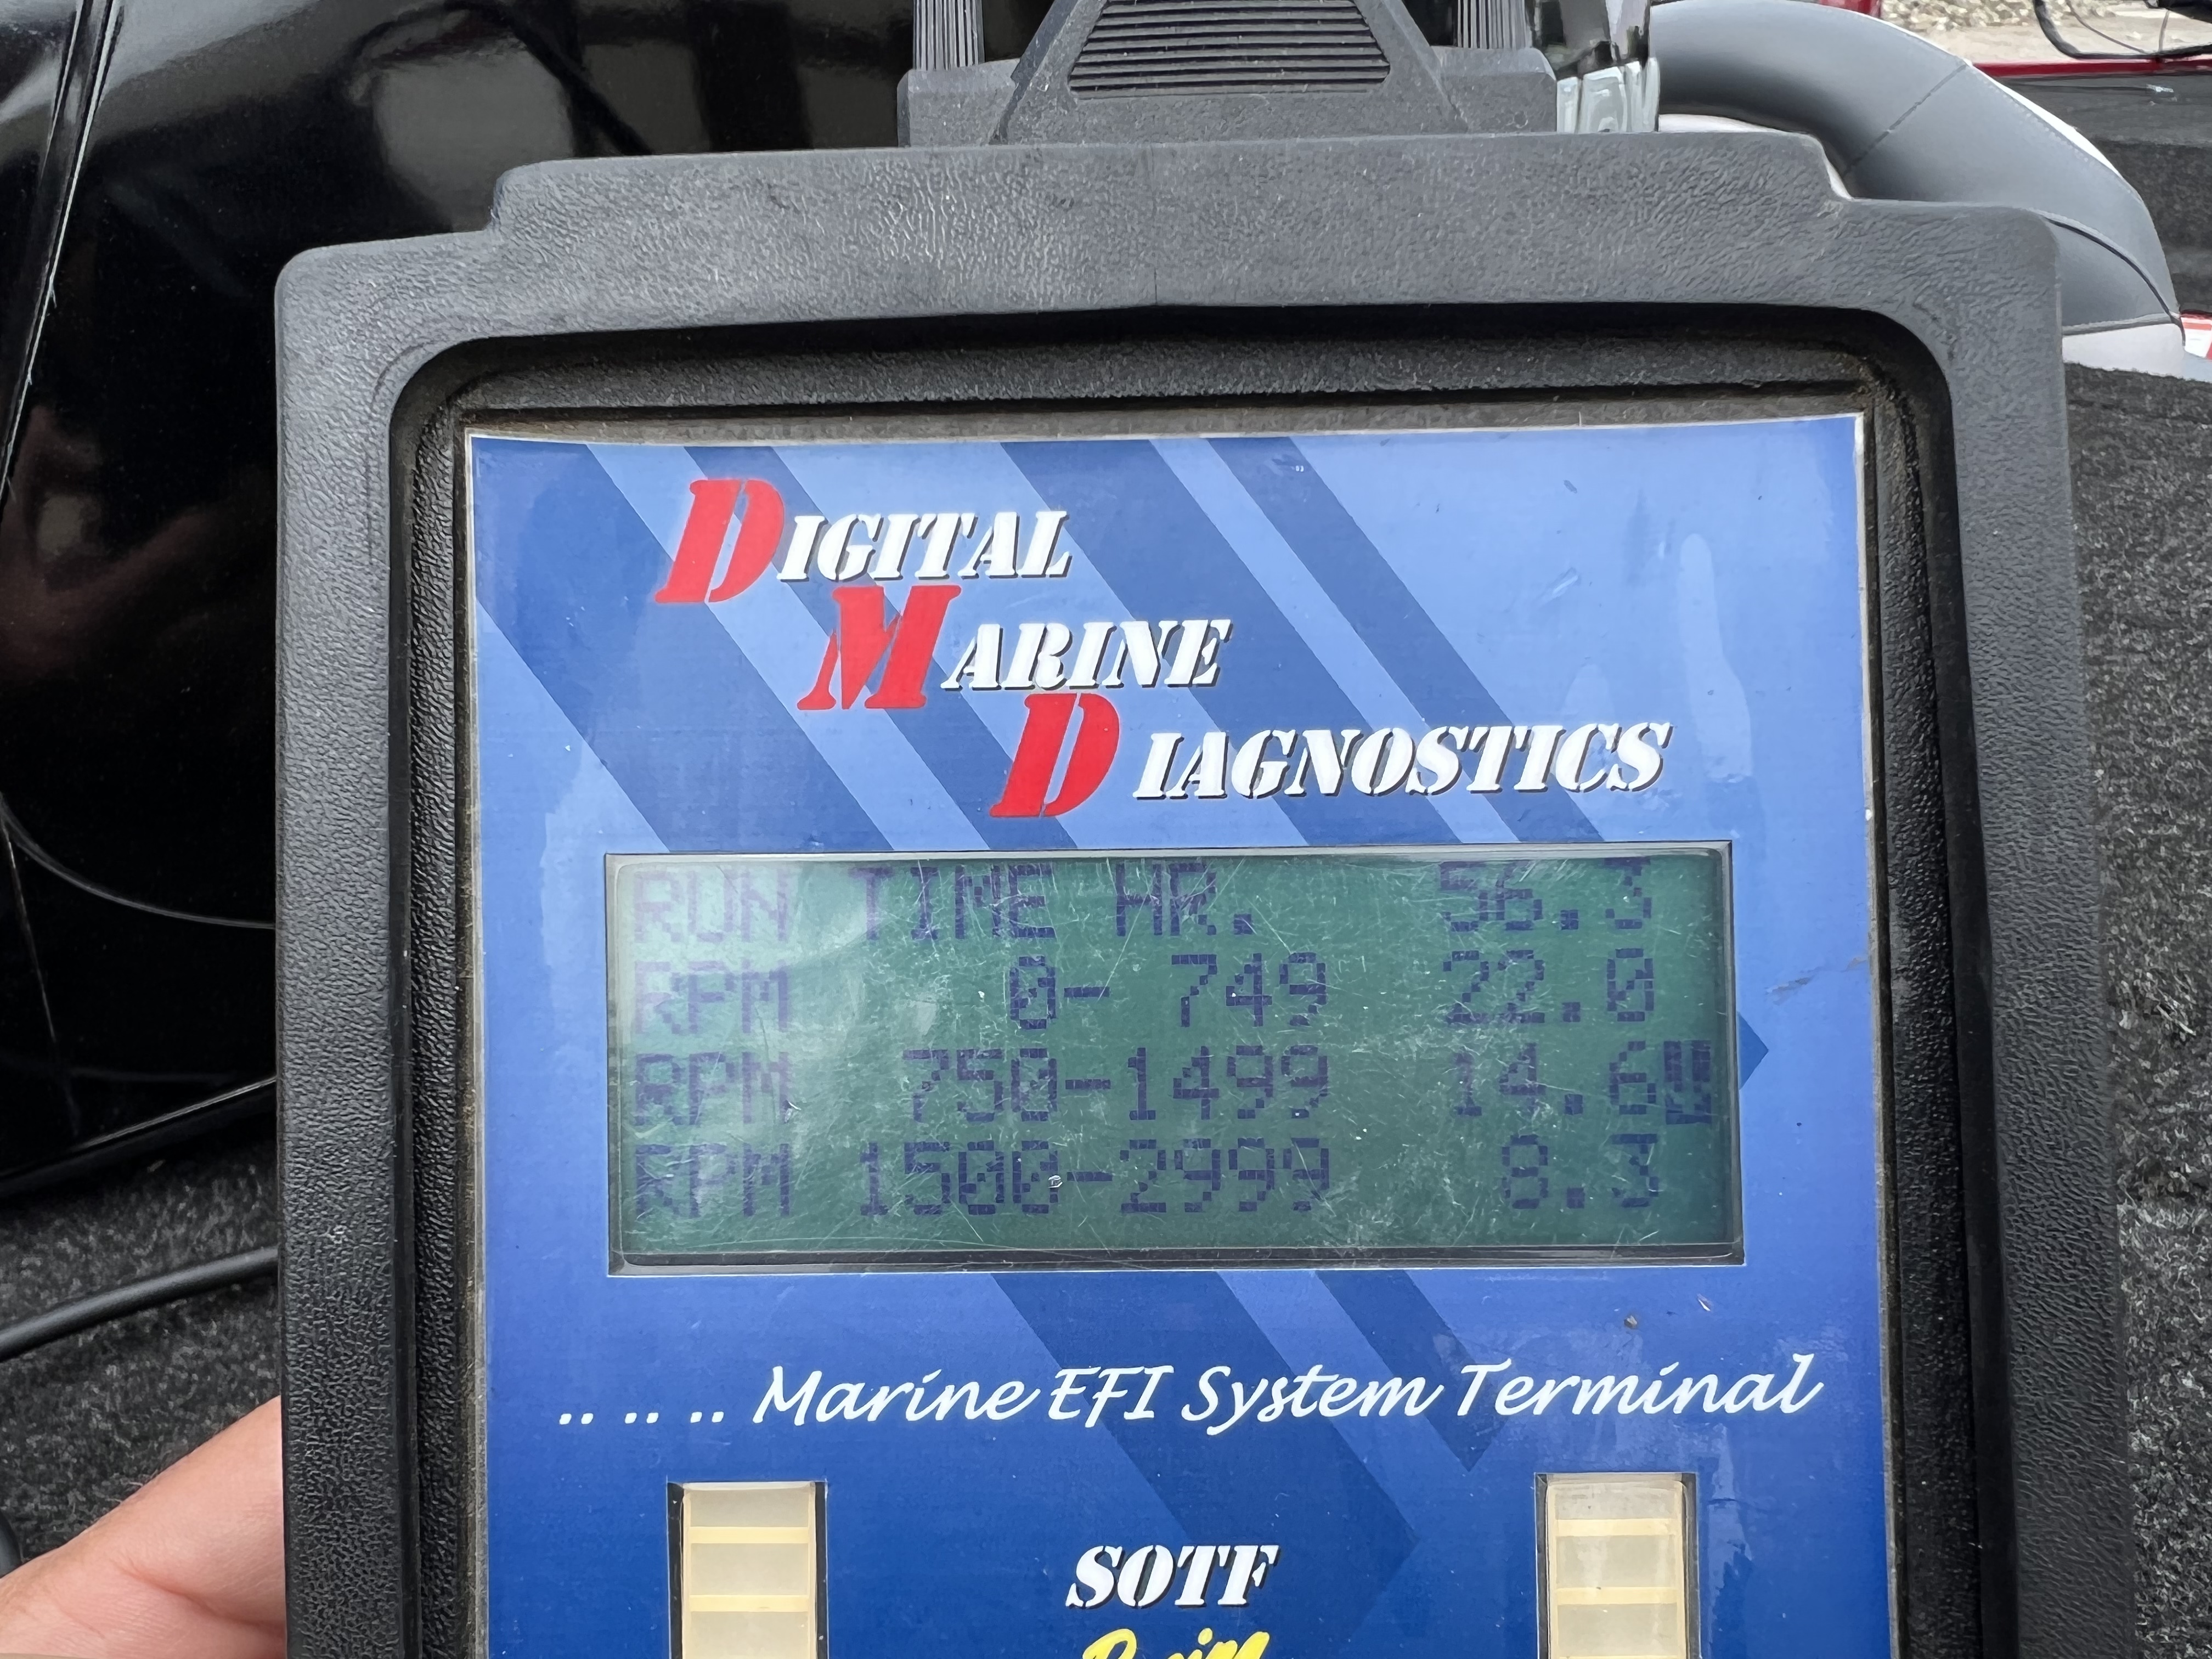 DIGITAL
MARINE
DIAGNOSTICS
RUN TIME HR. 56.3
RPM 0- 749 22.0
RPM 750-1499 14.6
RPM 1500-2999 8.3
.. .. .. Marine EFI System Terminal
SOTF